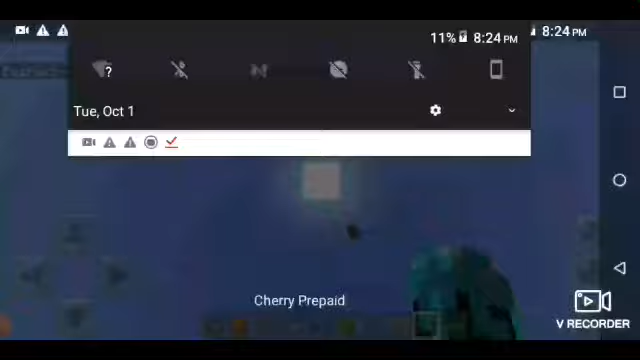 8:24 PM
11% 8:24 PM
?
Tue, Oct 1
Cherry Prepaid
V RECORDER